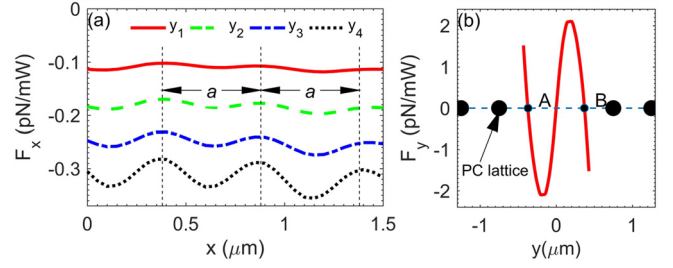 (a)
y1 y2 y3 y4
0
-0.1
-0.2
-0.3
a a
Fx (pN/mW)
0 0.5 1 1.5
x (μm)
(b)
2
1
0
-1
-2
A B
PC lattice
Fy (pN/mW)
-1 0 1
y(μm)